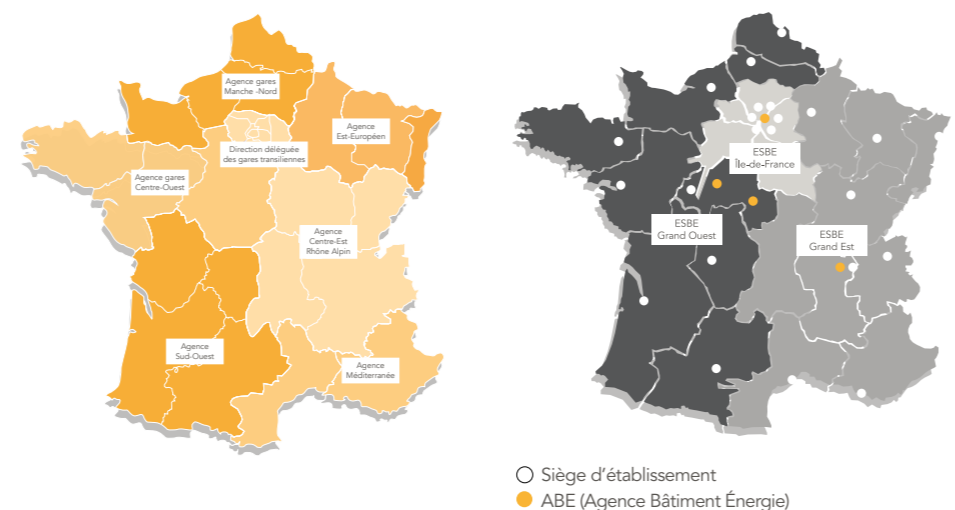 Agence gares
Manche -Nord
Agence
Est-Européen
Direction déléguée
des gares transiliennes
Agence gares
Centre-Ouest
Agence
Centre-Est
Rhône Alpin
Agence
Sud-Ouest
Agence
Méditerranée
ESBE
Île-de-France
ESBE
Grand Ouest
ESBE
Grand Est
Siège d'établissement
ABE (Agence Bâtiment Énergie)